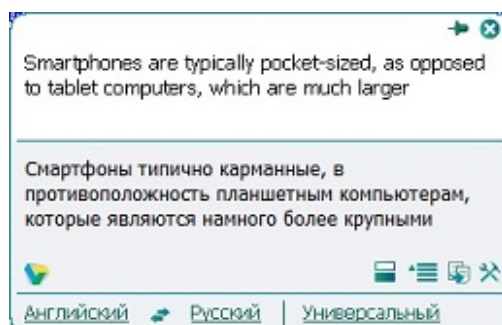 Smartphones are typically pocket-sized, as opposed
to tablet computers, which are much larger
Смартфоны типично карманные, в
противоположность планшетным компьютерам,
которые являются намного более крупными
Английский Русский Универсальный